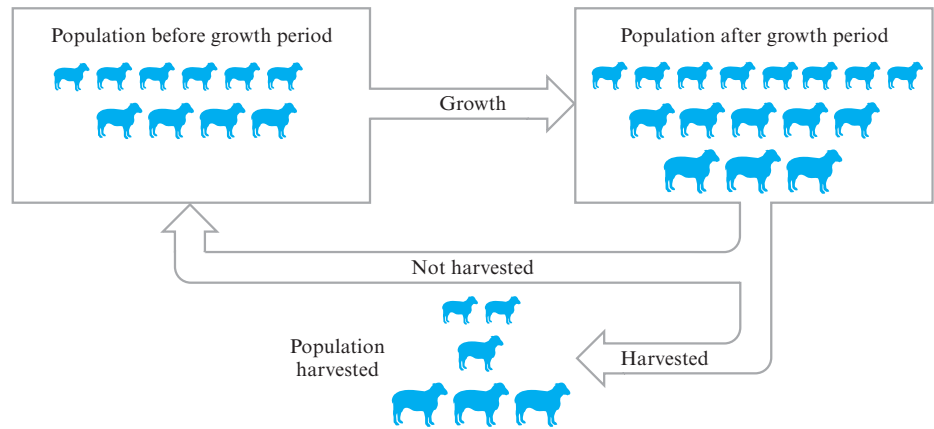 Population before growth period
Population after growth period
Growth
Not harvested
Population
harvested
Harvested